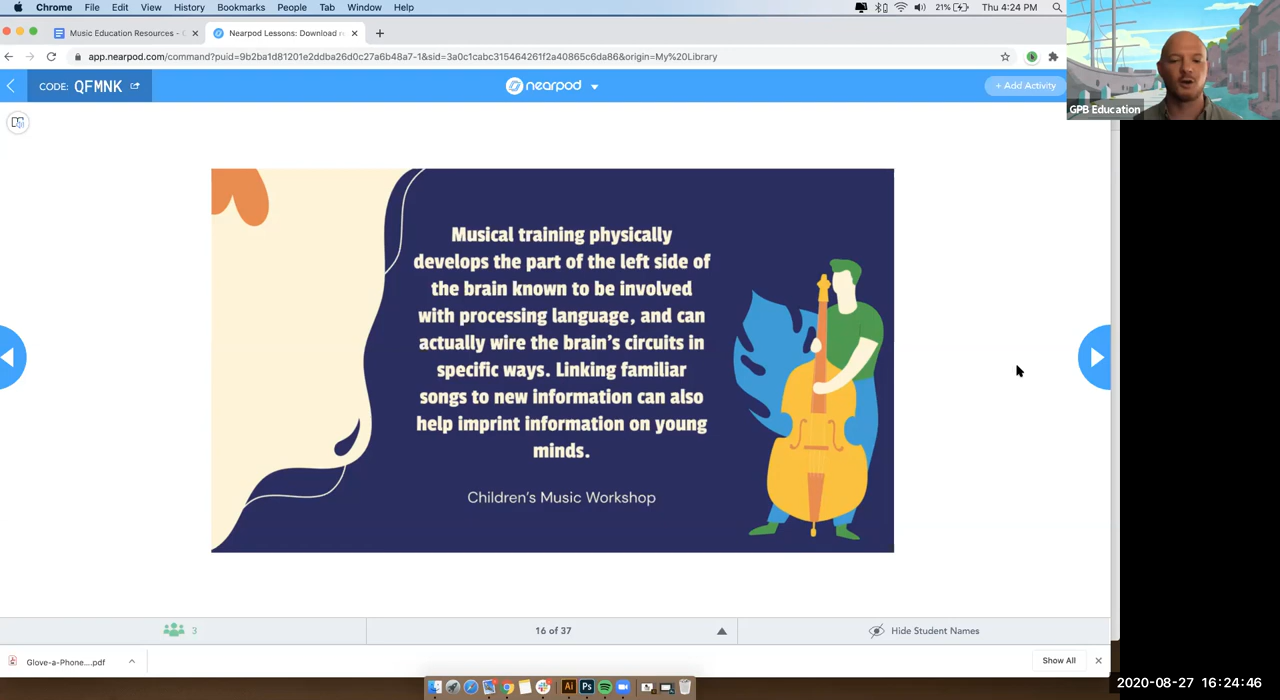 Chrome File Edit View History Bookmarks People Tab Window Help 21% Thu 4:24 PM
Music Education Resources - Nearpod Lessons: Download
app.nearpod.com/command?puid=9b2ba1d81201e2ddba26d0c27a6b48a7-1&sid=3a0c1cabc315464261f2a40865c6da86&origin=My%20Library
CODE: QFMNK nearpod + Add Activity
GPB Education
Musical training physically
develops the part of the left side of
the brain known to be involved
with processing language, and can
actually wire the brain's circuits in
specific ways. Linking familiar
songs to new information can also
help imprint information on young
minds.
Children's Music Workshop
3 16 of 37 Hide Student Names
Glove-a-Phone....pdf Show All
Ai Ps
2020-08-27 16:24:46